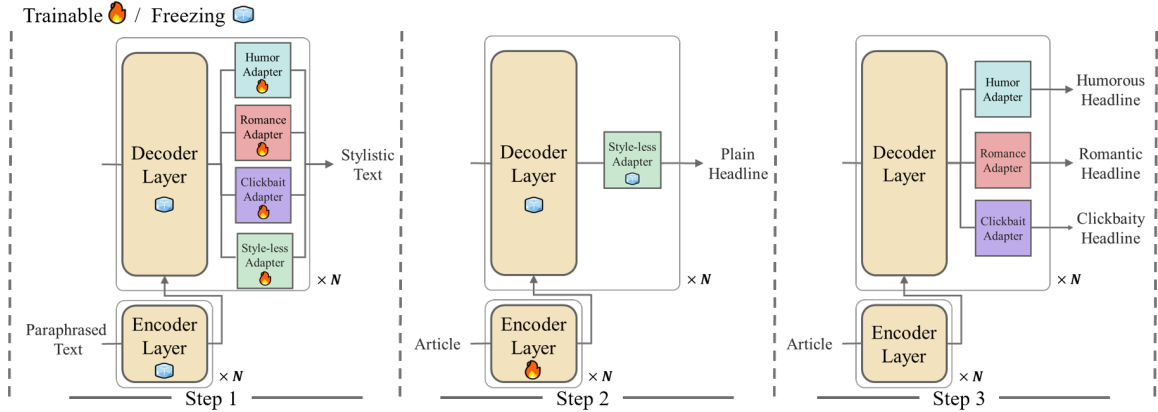 Trainable / Freezing
Humor
Adapter
Romance
Adapter
Clickbait
Adapter
Style-less
Adapter
Decoder
Layer
Stylistic
Text
× N
Paraphrased
Text
Encoder
Layer
× N
Step 1
Decoder
Layer
Style-less
Adapter
Plain
Headline
× N
Article
Encoder
Layer
× N
Step 2
Decoder
Layer
Humor
Adapter
Humorous
Headline
Romance
Adapter
Romantic
Headline
Clickbait
Adapter
Clickbaity
Headline
× N
Article
Encoder
Layer
× N
Step 3